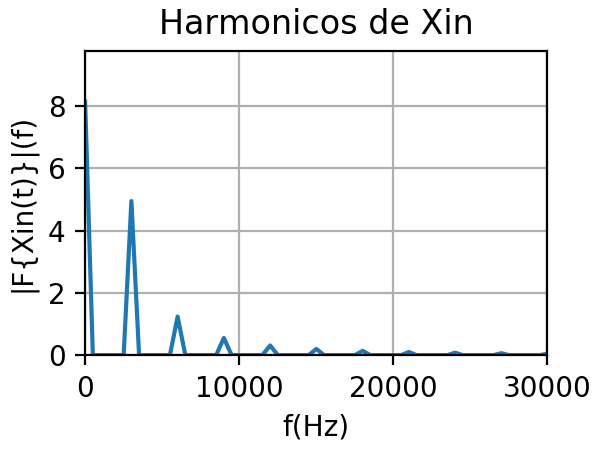 Harmonicos de Xin
|F{Xin(t)}|(f)
8
6
4
2
0
0 10000 20000 30000
f(Hz)